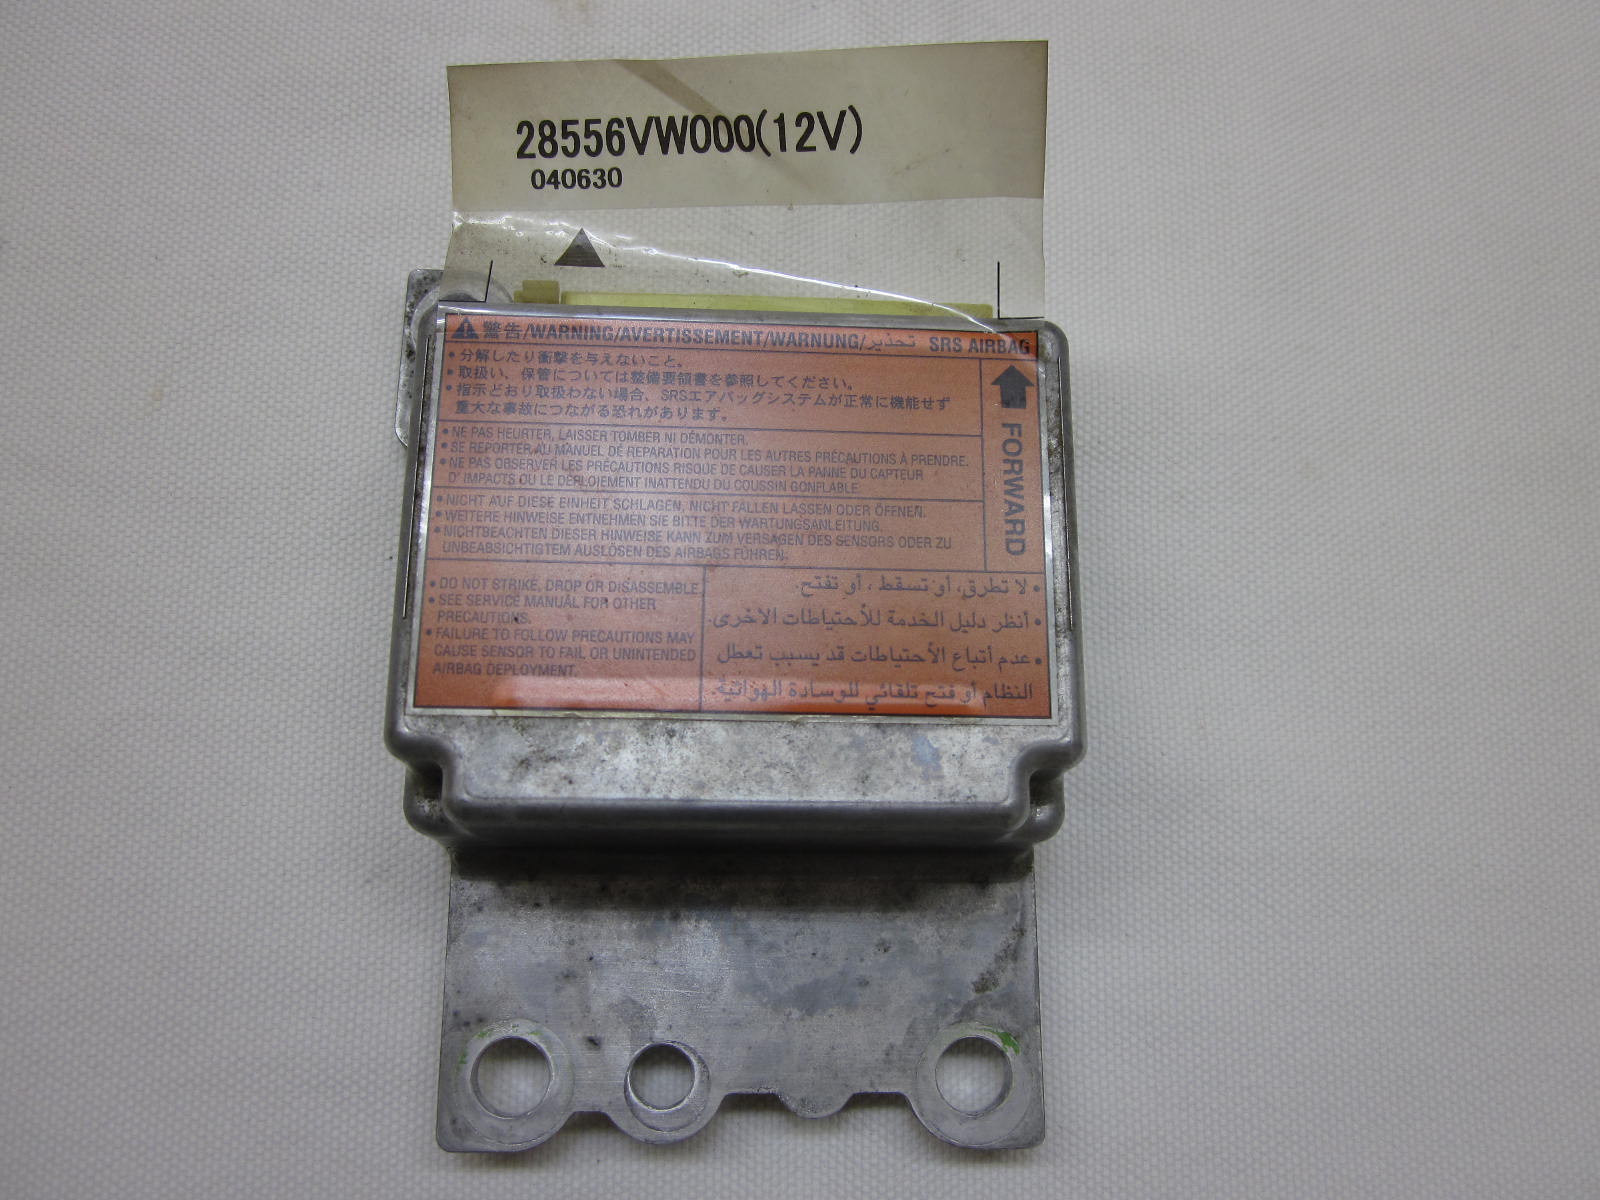 28556VW000(12V)
040630
警告/WARNING/AVERTISSEMENT/WARNUNG/تحذير SRS AIRBAG
• 分解したり衝撃を与えないこと。
• 取扱い、保管については整備要領書を参照してください。
• 指示どおり取扱わない場合、SRSエアバッグシステムが正常に機能せず
重大な事故につながる恐れがあります。
FORWARD
• NE PAS HEURTER, LAISSER TOMBER NI DÉMONTER.
• SE REPORTER AU MANUEL DE REPARATION POUR LES AUTRES PRÉCAUTIONS À PRENDRE.
• NE PAS OBSERVER LES PRÉCAUTIONS RISQUE DE CAUSER LA PANNE DU CAPTEUR
D'IMPACTS OU LE DÉPLOIEMENT INATTENDU DU COUSSIN GONFLABLE
• NICHT AUF DIESE EINHEIT SCHLAGEN, NICHT FALLEN LASSEN ODER ÖFFNEN.
• WEITERE HINWEISE ENTNEHMEN SIE BITTE DER WARTUNGSANLEITUNG.
• NICHTBEACHTEN DIESER HINWEISE KANN ZUM VERSAGEN DES SENSORS ODER ZU
UNBEABSICHTIGTEM AUSLÖSEN DES AIRBAGS FÜHREN.
• DO NOT STRIKE, DROP OR DISASSEMBLE.
• SEE SERVICE MANUAL FOR OTHER
PRECAUTIONS.
• FAILURE TO FOLLOW PRECAUTIONS MAY
CAUSE SENSOR TO FAIL OR UNINTENDED
AIRBAG DEPLOYMENT.
• لا تطرق، أو تسقط، أو تفتح.
• أنظر دليل الخدمة للأحتياطات الاخرى.
• عدم أتباع الأحتياطات قد يسبب تعطل
النظام أو فتح تلقائي للوسادة الهوائية.